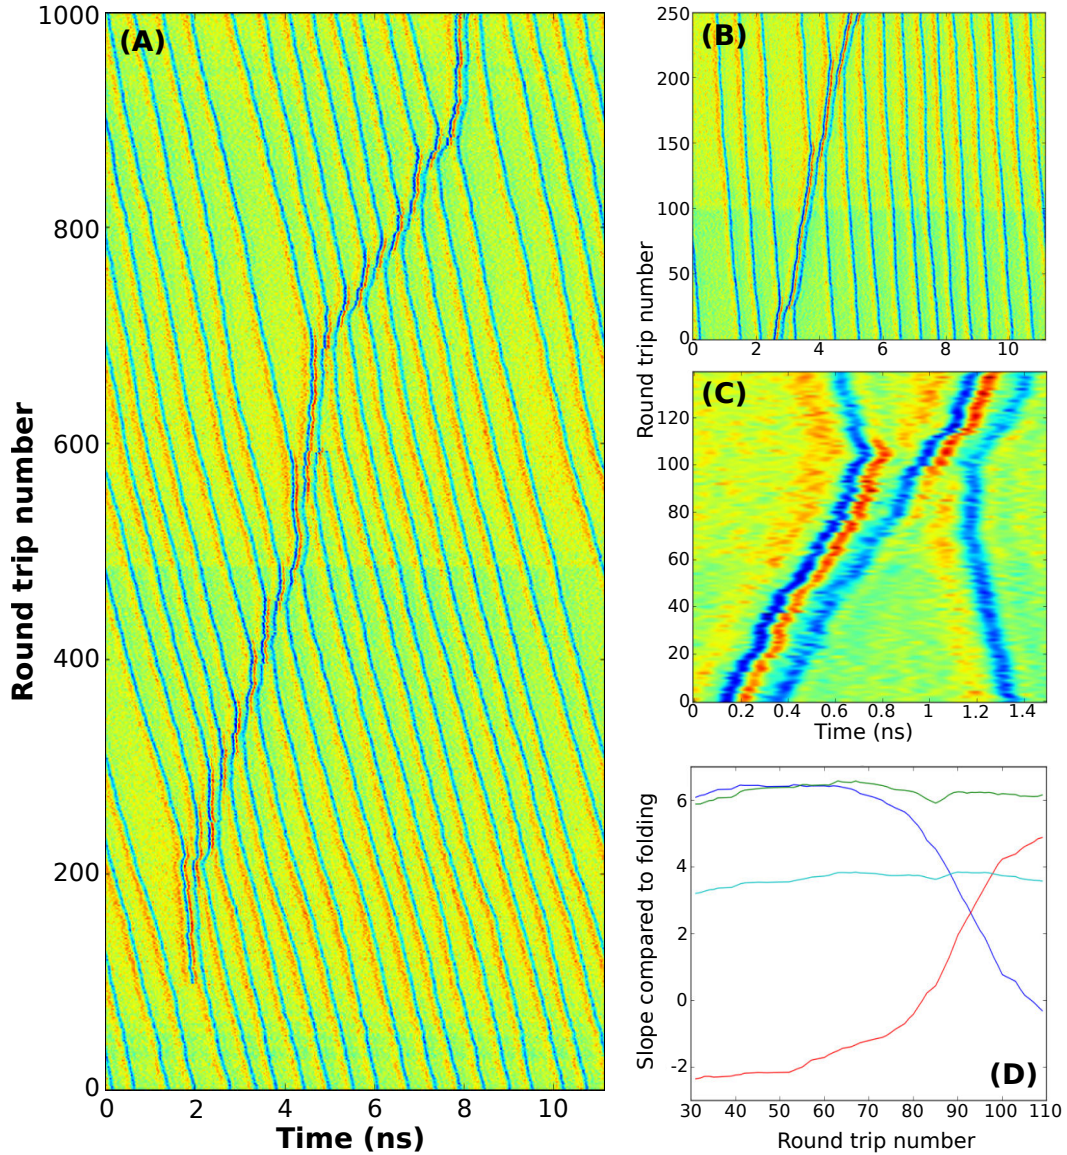 (A)
Round trip number
1000
800
600
400
200
0
0 2 4 6 8 10
Time (ns)
(B)
Round trip number
250
200
150
100
50
0
0 2 4 6 8 10
(C)
120
100
80
60
40
20
0
0 0.2 0.4 0.6 0.8 1 1.2 1.4
Time (ns)
(D)
Slope compared to folding
6
4
2
0
-2
30 40 50 60 70 80 90 100 109
Round trip number